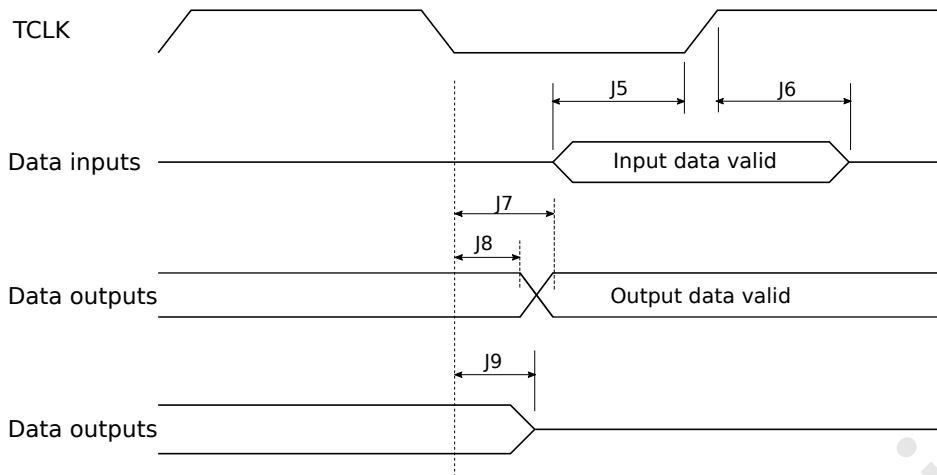 TCLK
J5
J6
Data inputs
Input data valid
J7
J8
Data outputs
Output data valid
J9
Data outputs